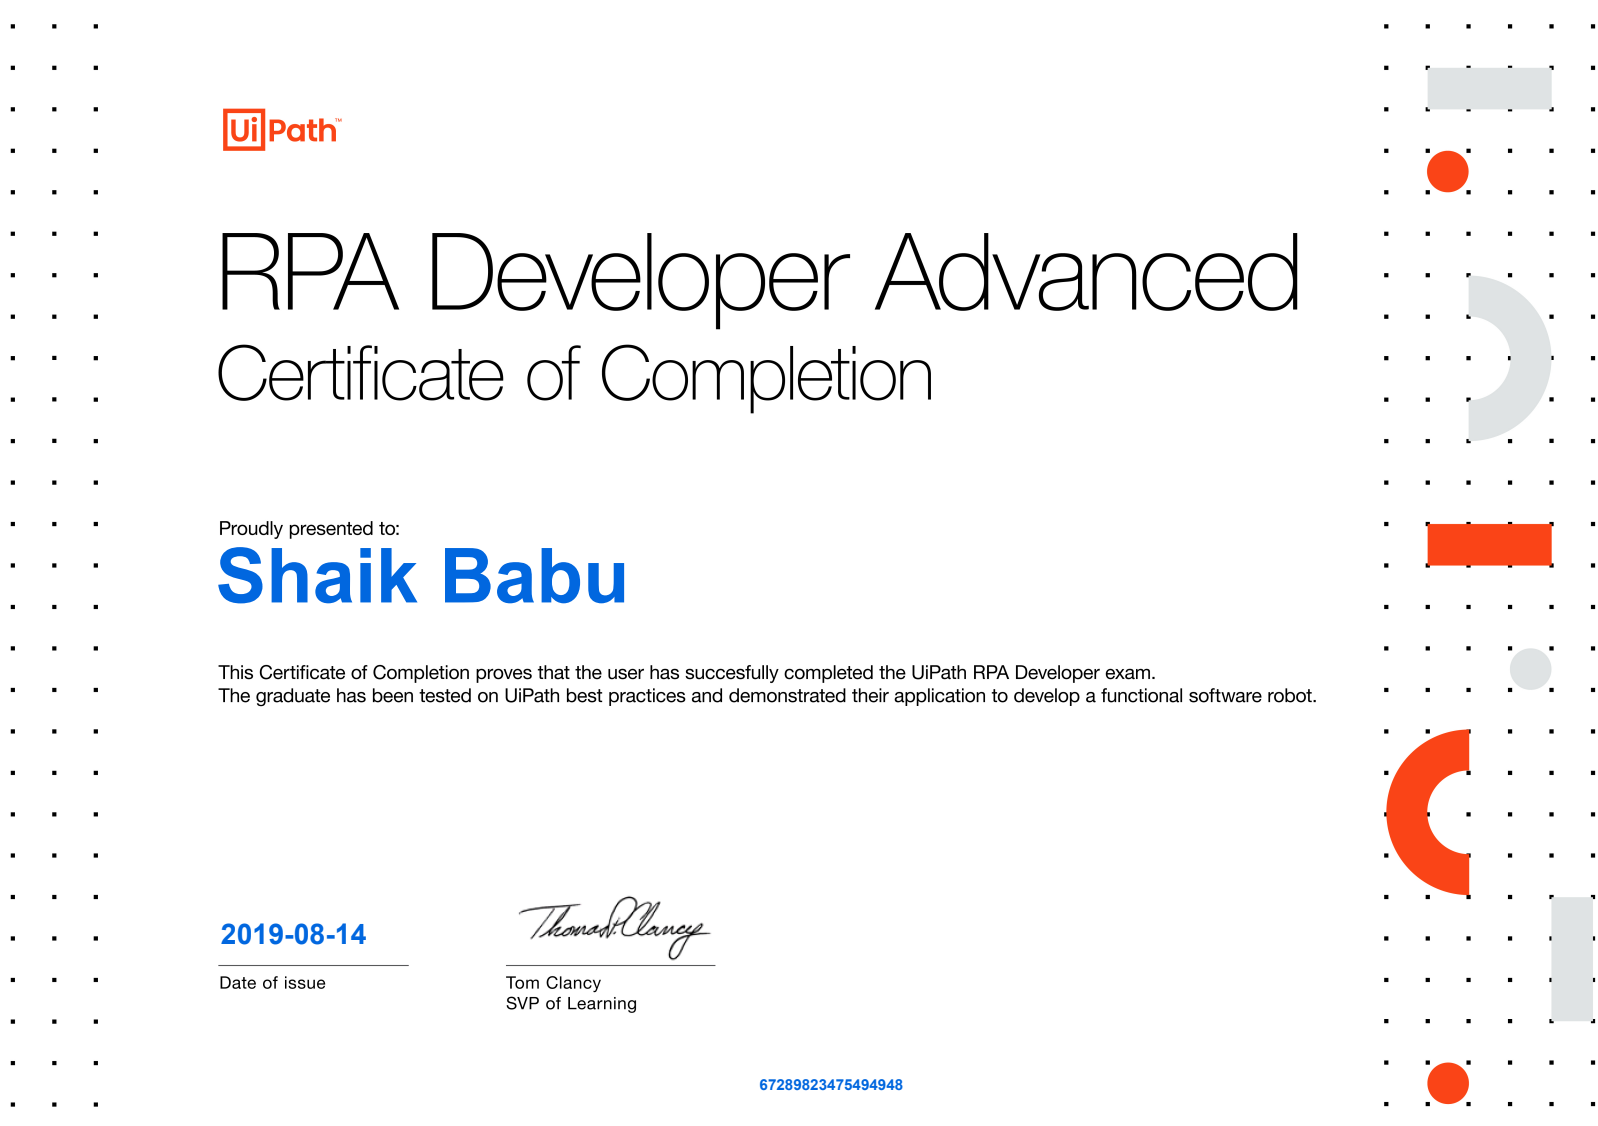 UiPath™
RPA Developer Advanced
Certificate of Completion
Proudly presented to:
Shaik Babu
This Certificate of Completion proves that the user has succesfully completed the UiPath RPA Developer exam.
The graduate has been tested on UiPath best practices and demonstrated their application to develop a functional software robot.
2019-08-14
Thomas P. Clancy
Date of issue
Tom Clancy
SVP of Learning
67289823475494948